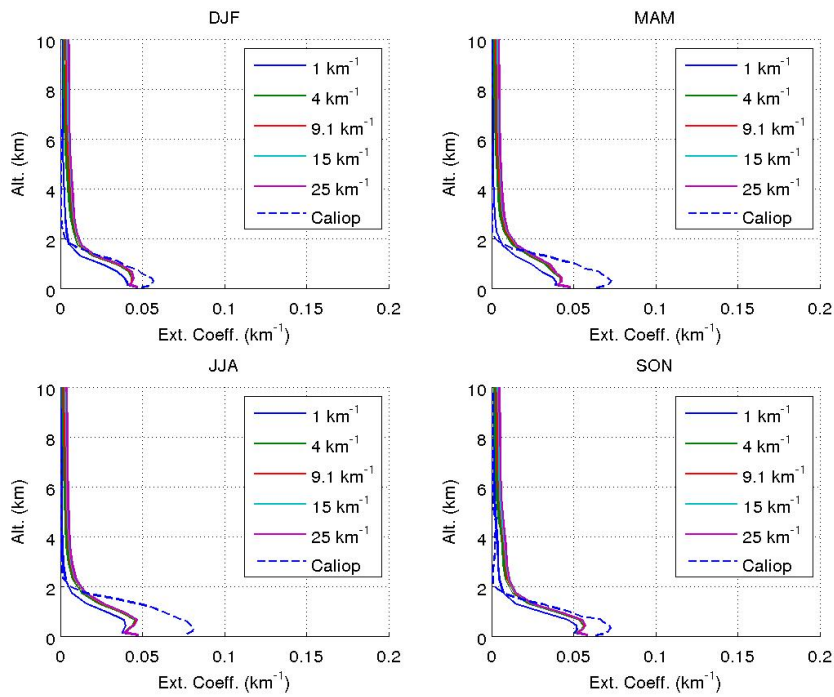 DJF
10
8
6
4
2
0
Alt. (km)
1 km⁻¹
4 km⁻¹
9.1 km⁻¹
15 km⁻¹
25 km⁻¹
Caliop
0 0.05 0.1 0.15 0.2
Ext. Coeff. (km⁻¹)
MAM
10
8
6
4
2
0
Alt. (km)
1 km⁻¹
4 km⁻¹
9.1 km⁻¹
15 km⁻¹
25 km⁻¹
Caliop
0 0.05 0.1 0.15 0.2
Ext. Coeff. (km⁻¹)
JJA
10
8
6
4
2
0
Alt. (km)
1 km⁻¹
4 km⁻¹
9.1 km⁻¹
15 km⁻¹
25 km⁻¹
Caliop
0 0.05 0.1 0.15 0.2
Ext. Coeff. (km⁻¹)
SON
10
8
6
4
2
0
Alt. (km)
1 km⁻¹
4 km⁻¹
9.1 km⁻¹
15 km⁻¹
25 km⁻¹
Caliop
0 0.05 0.1 0.15 0.2
Ext. Coeff. (km⁻¹)